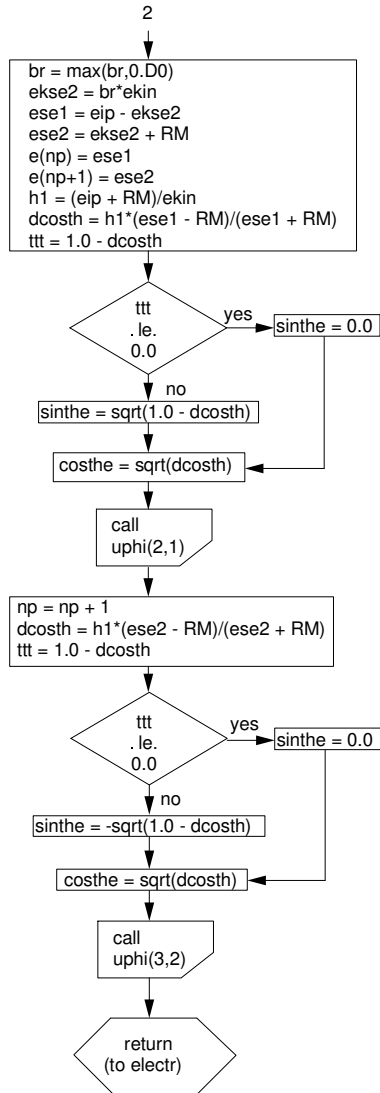 2
br = max(br,0.D0)
ekse2 = br*ekin
ese1 = eip - ekse2
ese2 = ekse2 + RM
e(np) = ese1
e(np+1) = ese2
h1 = (eip + RM)/ekin
dcosth = h1*(ese1 - RM)/(ese1 + RM)
ttt = 1.0 - dcosth
ttt
.le.
0.0
yes
sinthe = 0.0
no
sinthe = sqrt(1.0 - dcosth)
costhe = sqrt(dcosth)
call
uphi(2,1)
np = np + 1
dcosth = h1*(ese2 - RM)/(ese2 + RM)
ttt = 1.0 - dcosth
ttt
.le.
0.0
yes
sinthe = 0.0
no
sinthe = -sqrt(1.0 - dcosth)
costhe = sqrt(dcosth)
call
uphi(3,2)
return
(to electr)